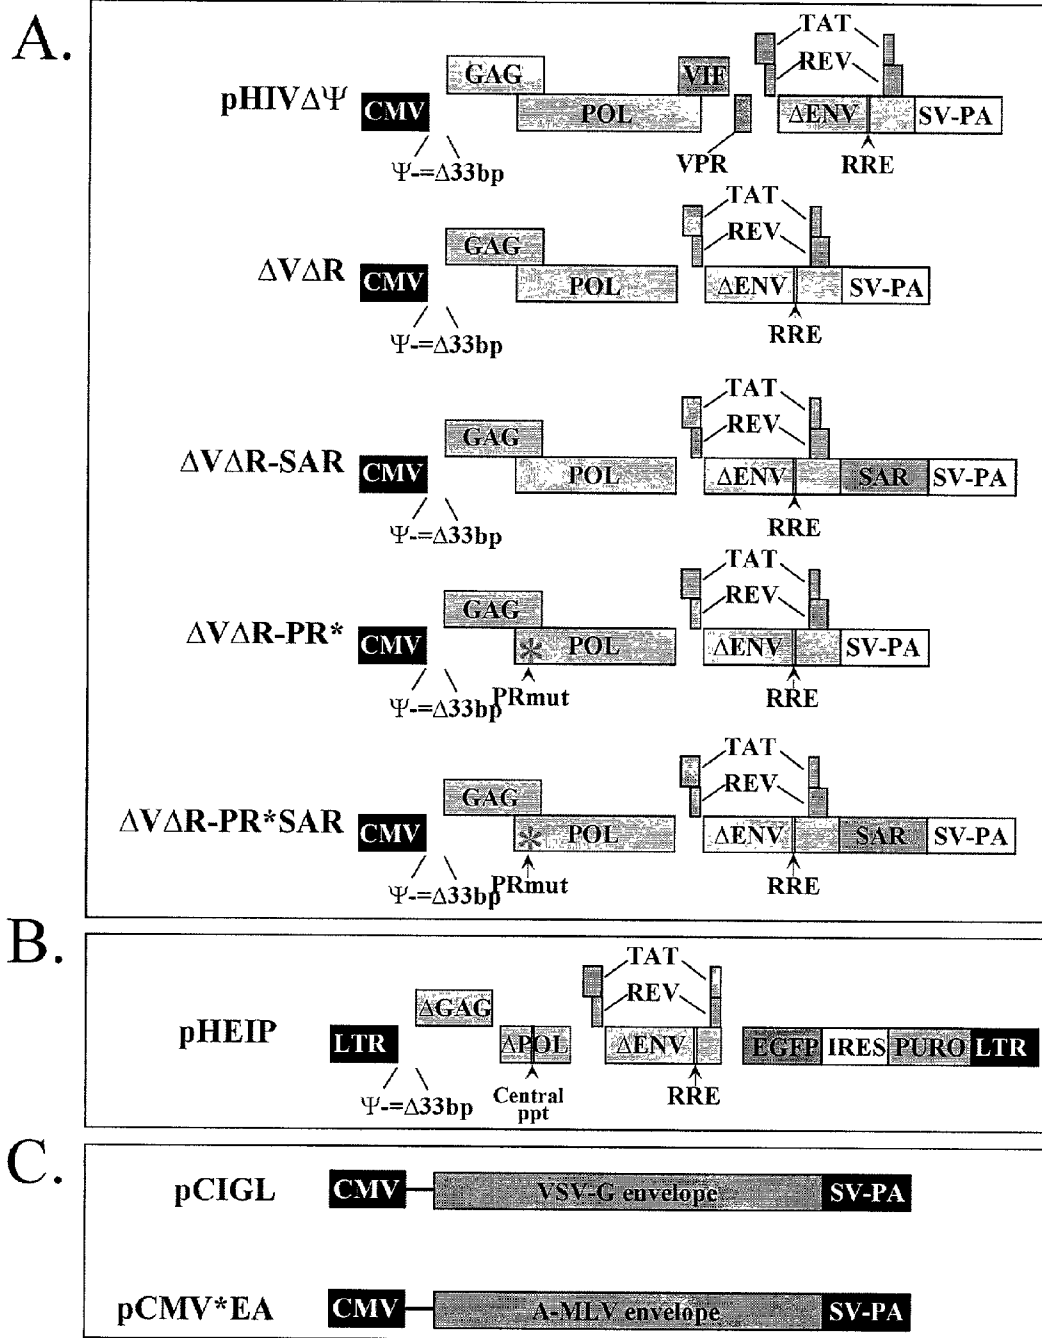 A.
TAT
GAG
VIF
REV
pHIVΔΨ
CMV
POL
ΔENV
SV-PA
Ψ-=Δ33bp
VPR
RRE
TAT
GAG
REV
ΔVΔR
CMV
POL
ΔENV
SV-PA
Ψ-=Δ33bp
RRE
TAT
GAG
REV
ΔVΔR-SAR
CMV
POL
ΔENV
SAR
SV-PA
Ψ-=Δ33bp
RRE
TAT
GAG
REV
ΔVΔR-PR*
CMV
*
POL
ΔENV
SV-PA
Ψ-=Δ33bp
PRmut
RRE
TAT
GAG
REV
ΔVΔR-PR*SAR
CMV
*
POL
ΔENV
SAR
SV-PA
Ψ-=Δ33bp
PRmut
RRE
B.
TAT
ΔGAG
REV
pHEIP
LTR
ΔPOL
ΔENV
EGFP
IRES
PURO
LTR
Ψ-=Δ33bp
Central
ppt
RRE
C.
pCIGL
CMV
VSV-G envelope
SV-PA
pCMV*EA
CMV
A-MLV envelope
SV-PA